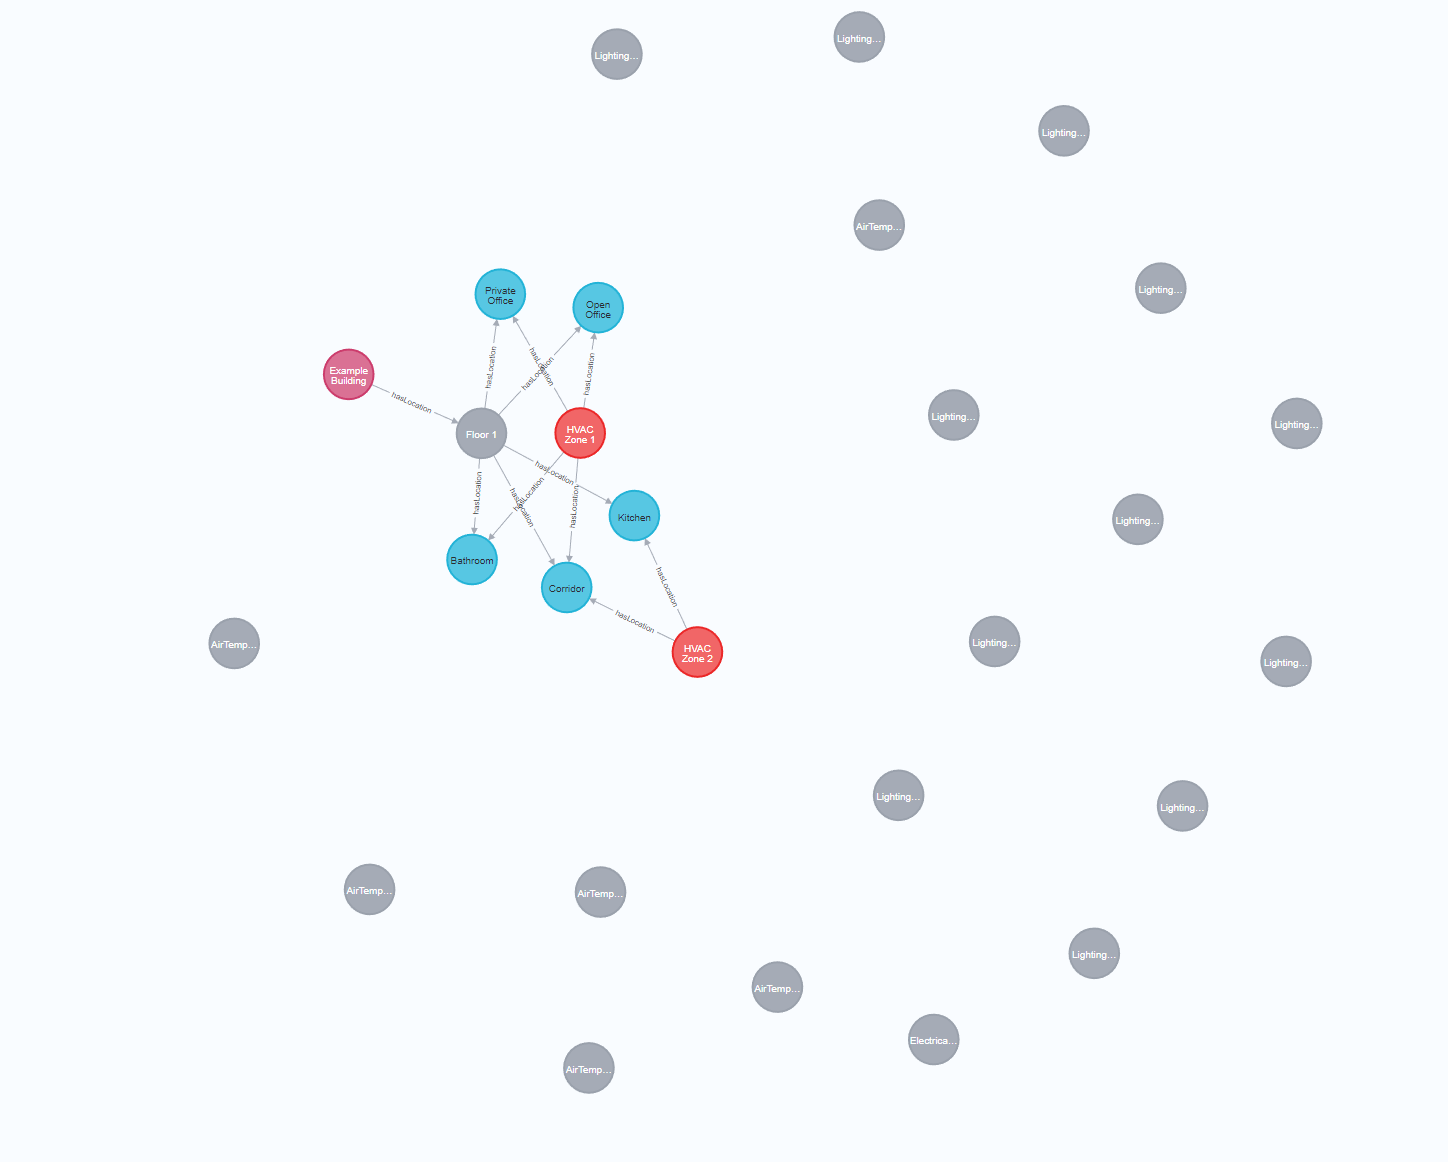 Lighting…
Lighting…
Lighting…
AirTemp…
Lighting…
Private
Office
Open
Office
hasLocation
hasLocation
hasLocation
hasLocation
Example
Building
hasLocation
Floor 1
HVAC
Zone 1
Lighting…
Lighting…
hasLocation
hasLocation
hasLocation
hasLocation
hasLocation
Kitchen
Lighting…
Bathroom
Corridor
hasLocation
hasLocation
HVAC
Zone 2
AirTemp…
Lighting…
Lighting…
Lighting…
Lighting…
AirTemp…
AirTemp…
Lighting…
AirTemp…
Electrica…
AirTemp…